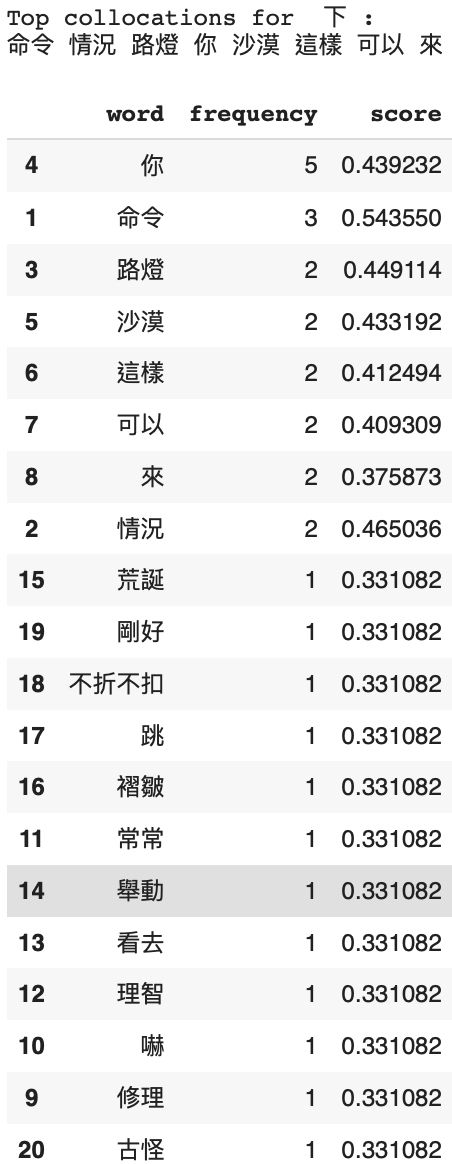 Top collocations for 下 :
命令 情況 路燈 你 沙漠 這樣 可以 來
word frequency score
4 你 5 0.439232
1 命令 3 0.543550
3 路燈 2 0.449114
5 沙漠 2 0.433192
6 這樣 2 0.412494
7 可以 2 0.409309
8 來 2 0.375873
2 情況 2 0.465036
15 荒誕 1 0.331082
19 剛好 1 0.331082
18 不折不扣 1 0.331082
17 跳 1 0.331082
16 褶皺 1 0.331082
11 常常 1 0.331082
14 舉動 1 0.331082
13 看去 1 0.331082
12 理智 1 0.331082
10 嚇 1 0.331082
9 修理 1 0.331082
20 古怪 1 0.331082